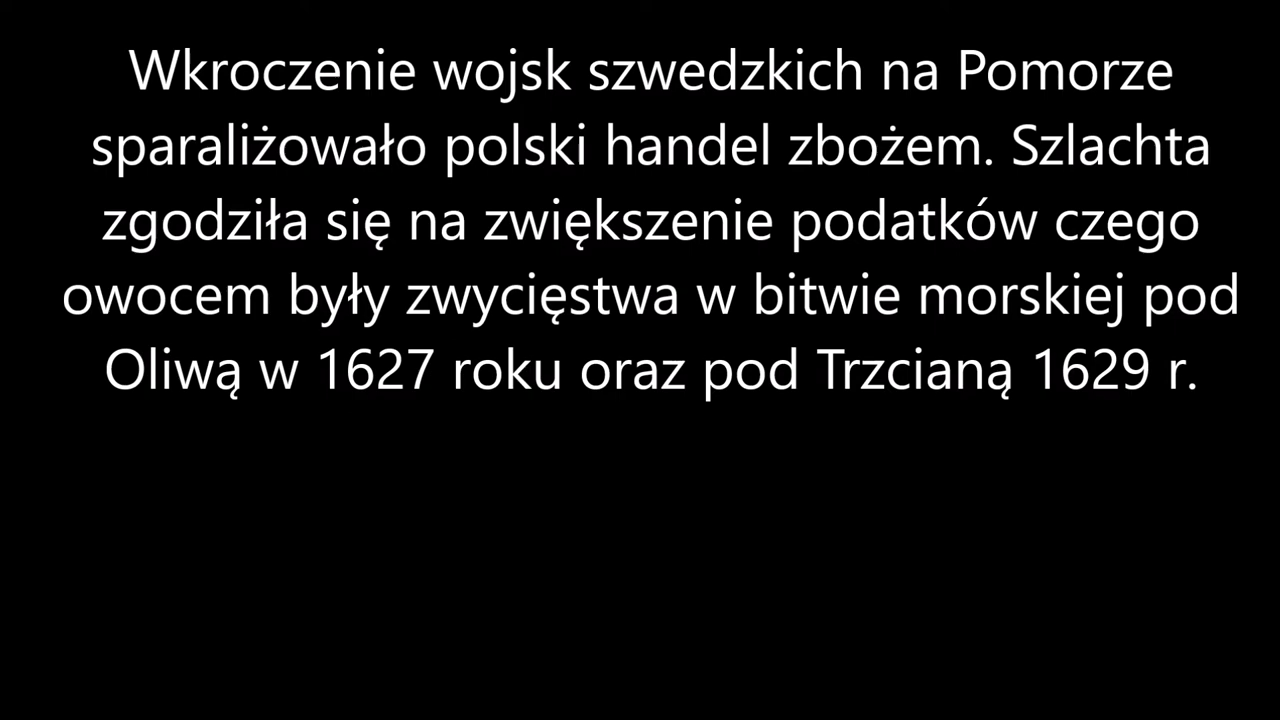 Wkroczenie wojsk szwedzkich na Pomorze
sparaliżowało polski handel zbożem. Szlachta
zgodziła się na zwiększenie podatków czego
owocem były zwycięstwa w bitwie morskiej pod
Oliwą w 1627 roku oraz pod Trzcianą 1629 r.